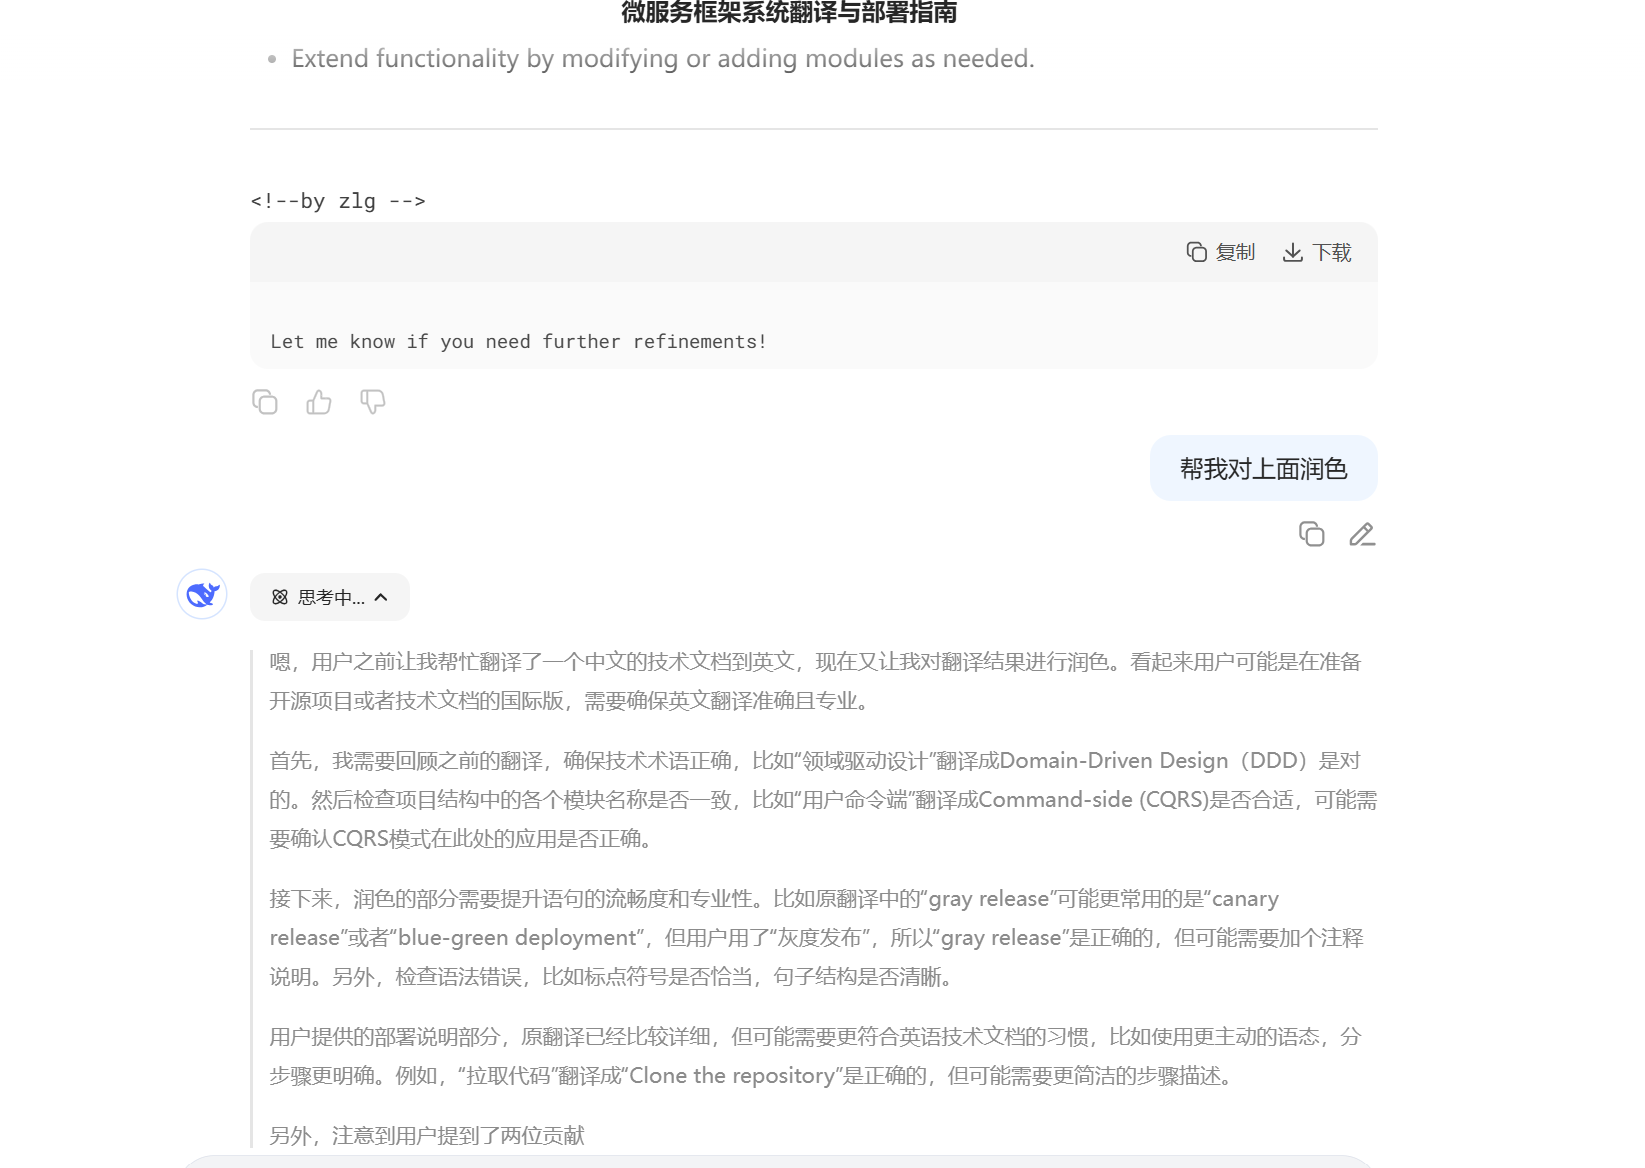 微服务框架系统翻译与部署指南
Extend functionality by modifying or adding modules as needed.
<!--by zlg -->
复制 下载
Let me know if you need further refinements!
帮我对上面润色
思考中...
嗯，用户之前让我帮忙翻译了一个中文的技术文档到英文，现在又让我对翻译结果进行润色。看起来用户可能是在准备
开源项目或者技术文档的国际版，需要确保英文翻译准确且专业。
首先，我需要回顾之前的翻译，确保技术术语正确，比如“领域驱动设计”翻译成Domain-Driven Design（DDD）是对
的。然后检查项目结构中的各个模块名称是否一致，比如“用户命令端”翻译成Command-side (CQRS)是否合适，可能需
要确认CQRS模式在此处的应用是否正确。
接下来，润色的部分需要提升语句的流畅度和专业性。比如原翻译中的“gray release”可能更常用的是“canary
release”或者“blue-green deployment”，但用户用了“灰度发布”，所以“gray release”是正确的，但可能需要加个注释
说明。另外，检查语法错误，比如标点符号是否恰当，句子结构是否清晰。
用户提供的部署说明部分，原翻译已经比较详细，但可能需要更符合英语技术文档的习惯，比如使用更主动的语态，分
步骤更明确。例如，“拉取代码”翻译成“Clone the repository”是正确的，但可能需要更简洁的步骤描述。
另外，注意到用户提到了两位贡献